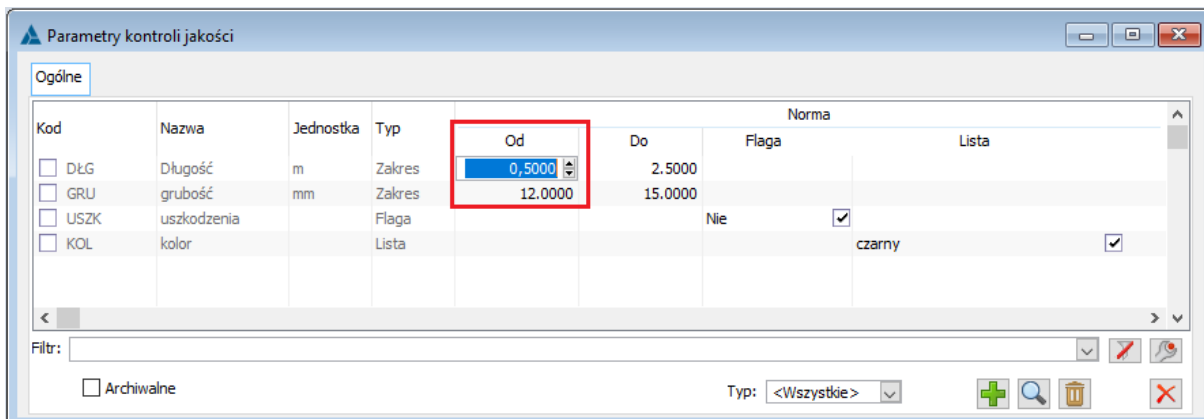 Parametry kontroli jakości
Ogólne
Kod Nazwa Jednostka Typ Norma
Od Do Flaga Lista
DŁG Długość m Zakres 0,5000 2.5000
GRU grubość mm Zakres 12.0000 15.0000
USZK uszkodzenia Flaga Nie
KOL kolor Lista czarny
Filtr:
Archiwalne Typ: <Wszystkie>